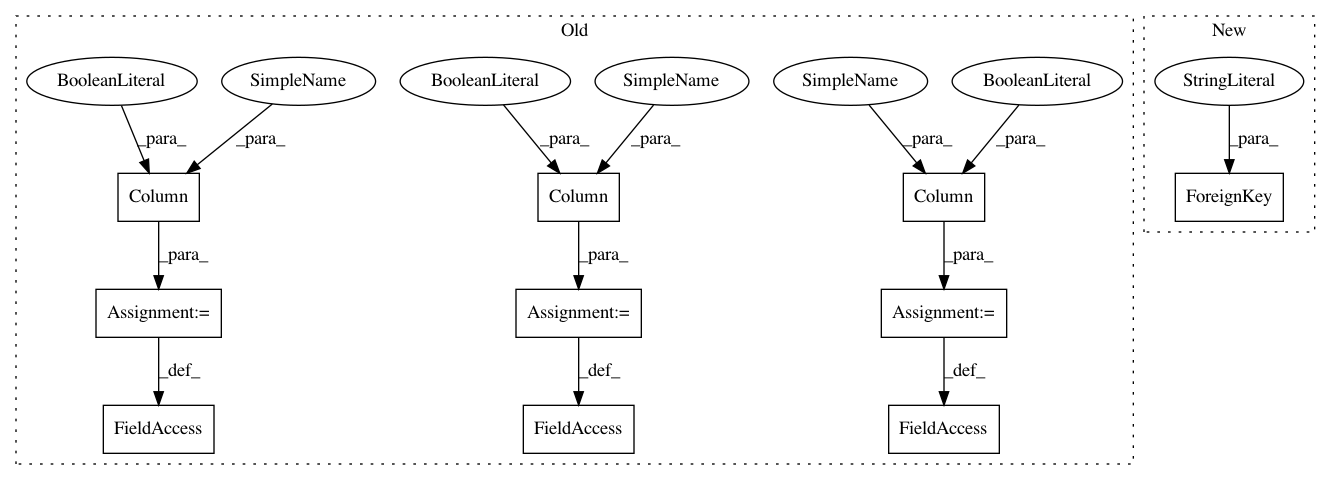 Old
New
BooleanLiteral
SimpleName
BooleanLiteral
SimpleName
SimpleName
BooleanLiteral
StringLiteral
_para_
_para_
_para_
_para_
_para_
_para_
_para_
Column
Column
Column
ForeignKey
_para_
_para_
_para_
Assignment:=
Assignment:=
Assignment:=
_def_
_def_
_def_
FieldAccess
FieldAccess
FieldAccess